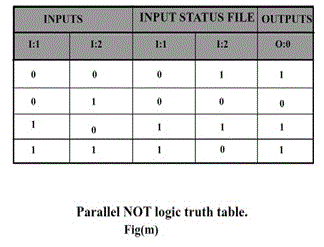 INPUTS INPUT STATUS FILE OUTPUTS
I:1 I:2 I:1 I:2 O:0
0 0 0 1 1
0 1 0 0 0
1 0 1 1 1
1 1 1 0 1
Parallel NOT logic truth table.
Fig(m)